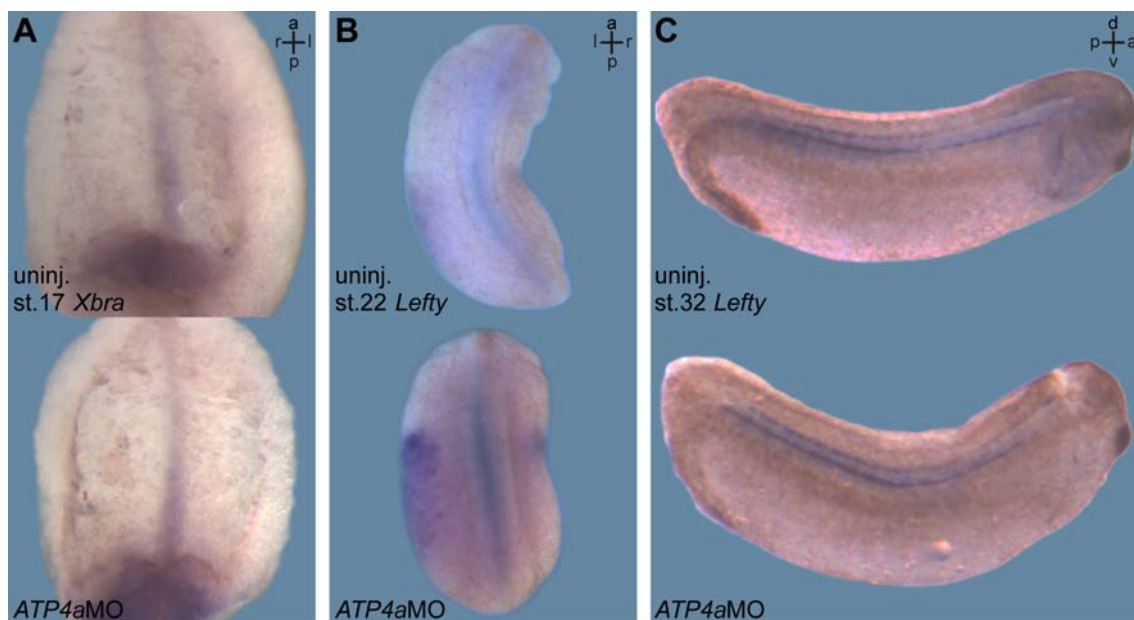 A
a
r l
p
uninj.
st.17 Xbra
ATP4aMO
B
a
l r
p
uninj.
st.22 Lefty
ATP4aMO
C
d
p a
v
uninj.
st.32 Lefty
ATP4aMO